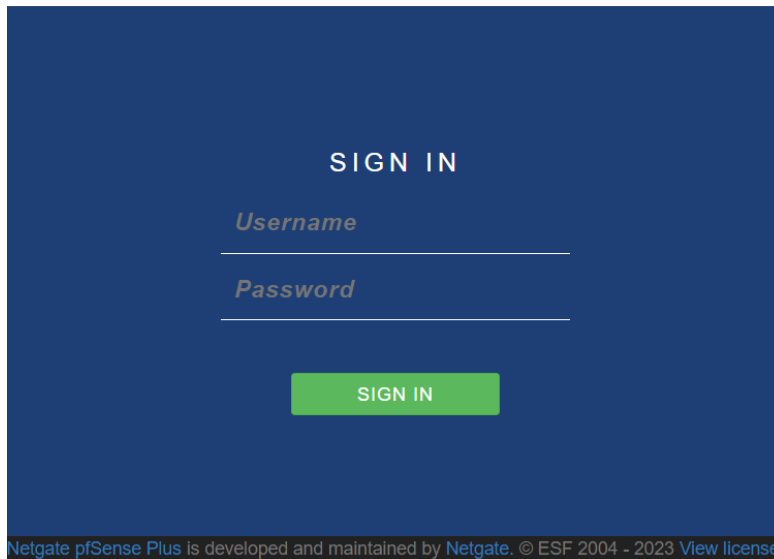 SIGN IN
Username
Password
SIGN IN
Netgate pfSense Plus is developed and maintained by Netgate. © ESF 2004 - 2023 View license